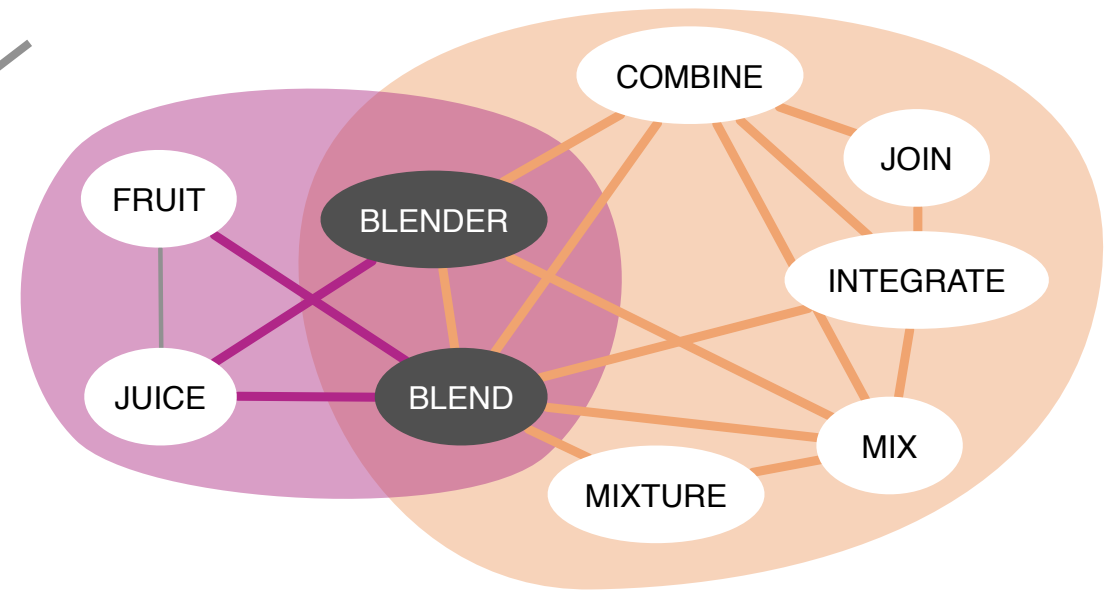 COMBINE
JOIN
FRUIT
BLENDER
INTEGRATE
JUICE
BLEND
MIX
MIXTURE